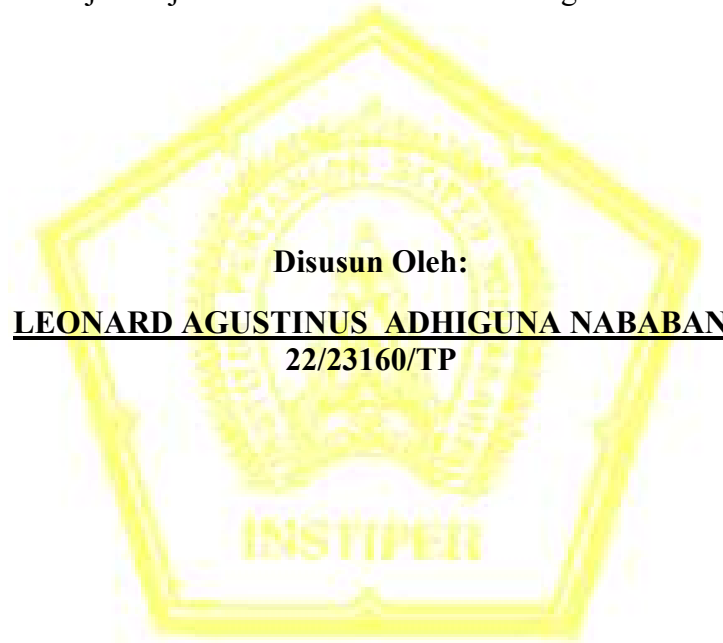 Disusun Oleh:
LEONARD AGUSTINUS ADHIGUNA NABABAN
22/23160/TP
INSTIPER